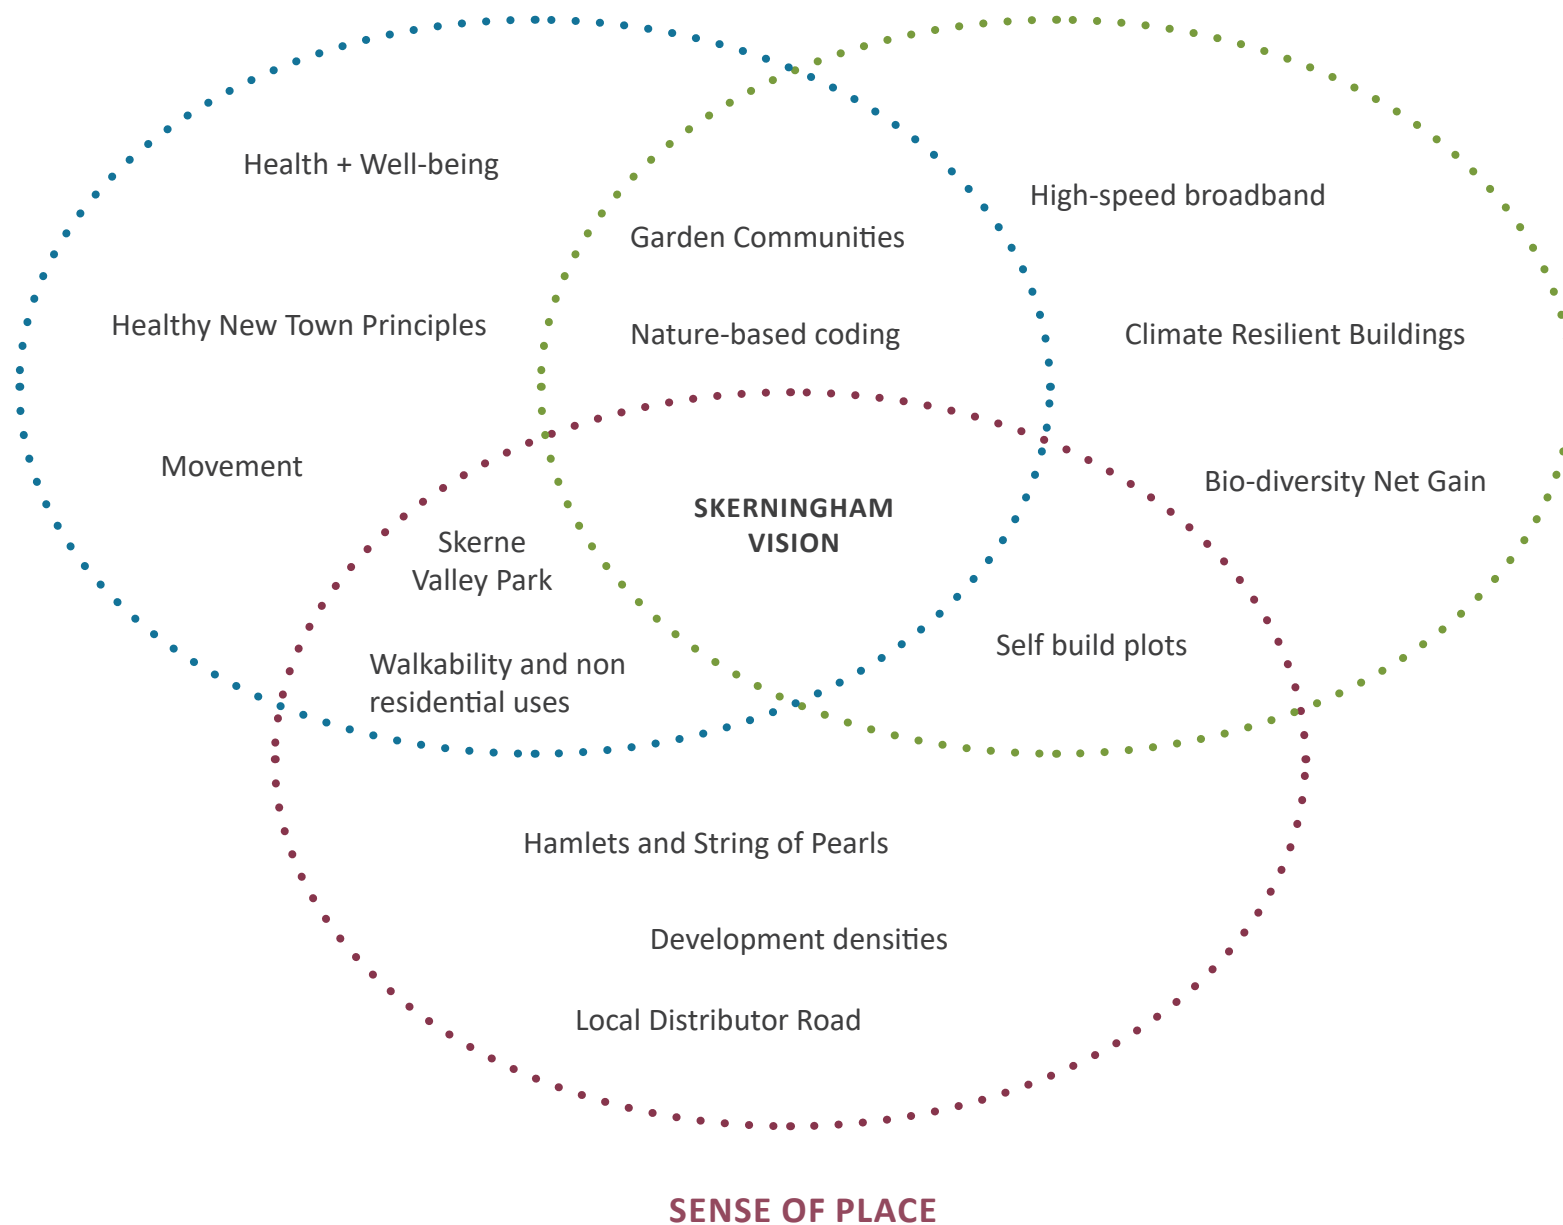 Health + Well-being
High-speed broadband
Garden Communities
Healthy New Town Principles
Nature-based coding
Climate Resilient Buildings
Movement
Bio-diversity Net Gain
SKERNINGHAM
VISION
Skerne
Valley Park
Self build plots
Walkability and non
residential uses
Hamlets and String of Pearls
Development densities
Local Distributor Road
SENSE OF PLACE